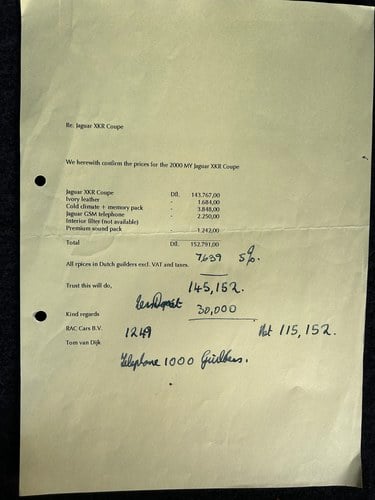 Re: Jaguar XKR Coupe
We herewith confirm the prices for the 2000 MY Jaguar XKR Coupe
Jaguar XKR Coupe Dfl. 143.767,00
Ivory leather - 1.684,00
Cold climate + memory pack - 3.848,00
Jaguar GSM telephone - 2.250,00
Interior filter (not available) -
Premium sound pack - 1.242,00
Total Dfl. 152.791,00
7639 5%.
All rpices in Dutch guilders excl. VAT and taxes.
Trust this will do, 145,152.
Less Deposit 30,000
Kind regards
RAC Cars B.V. 1249 Net 115,152.
Tom van Dijk
Telephone 1000 Guilders.